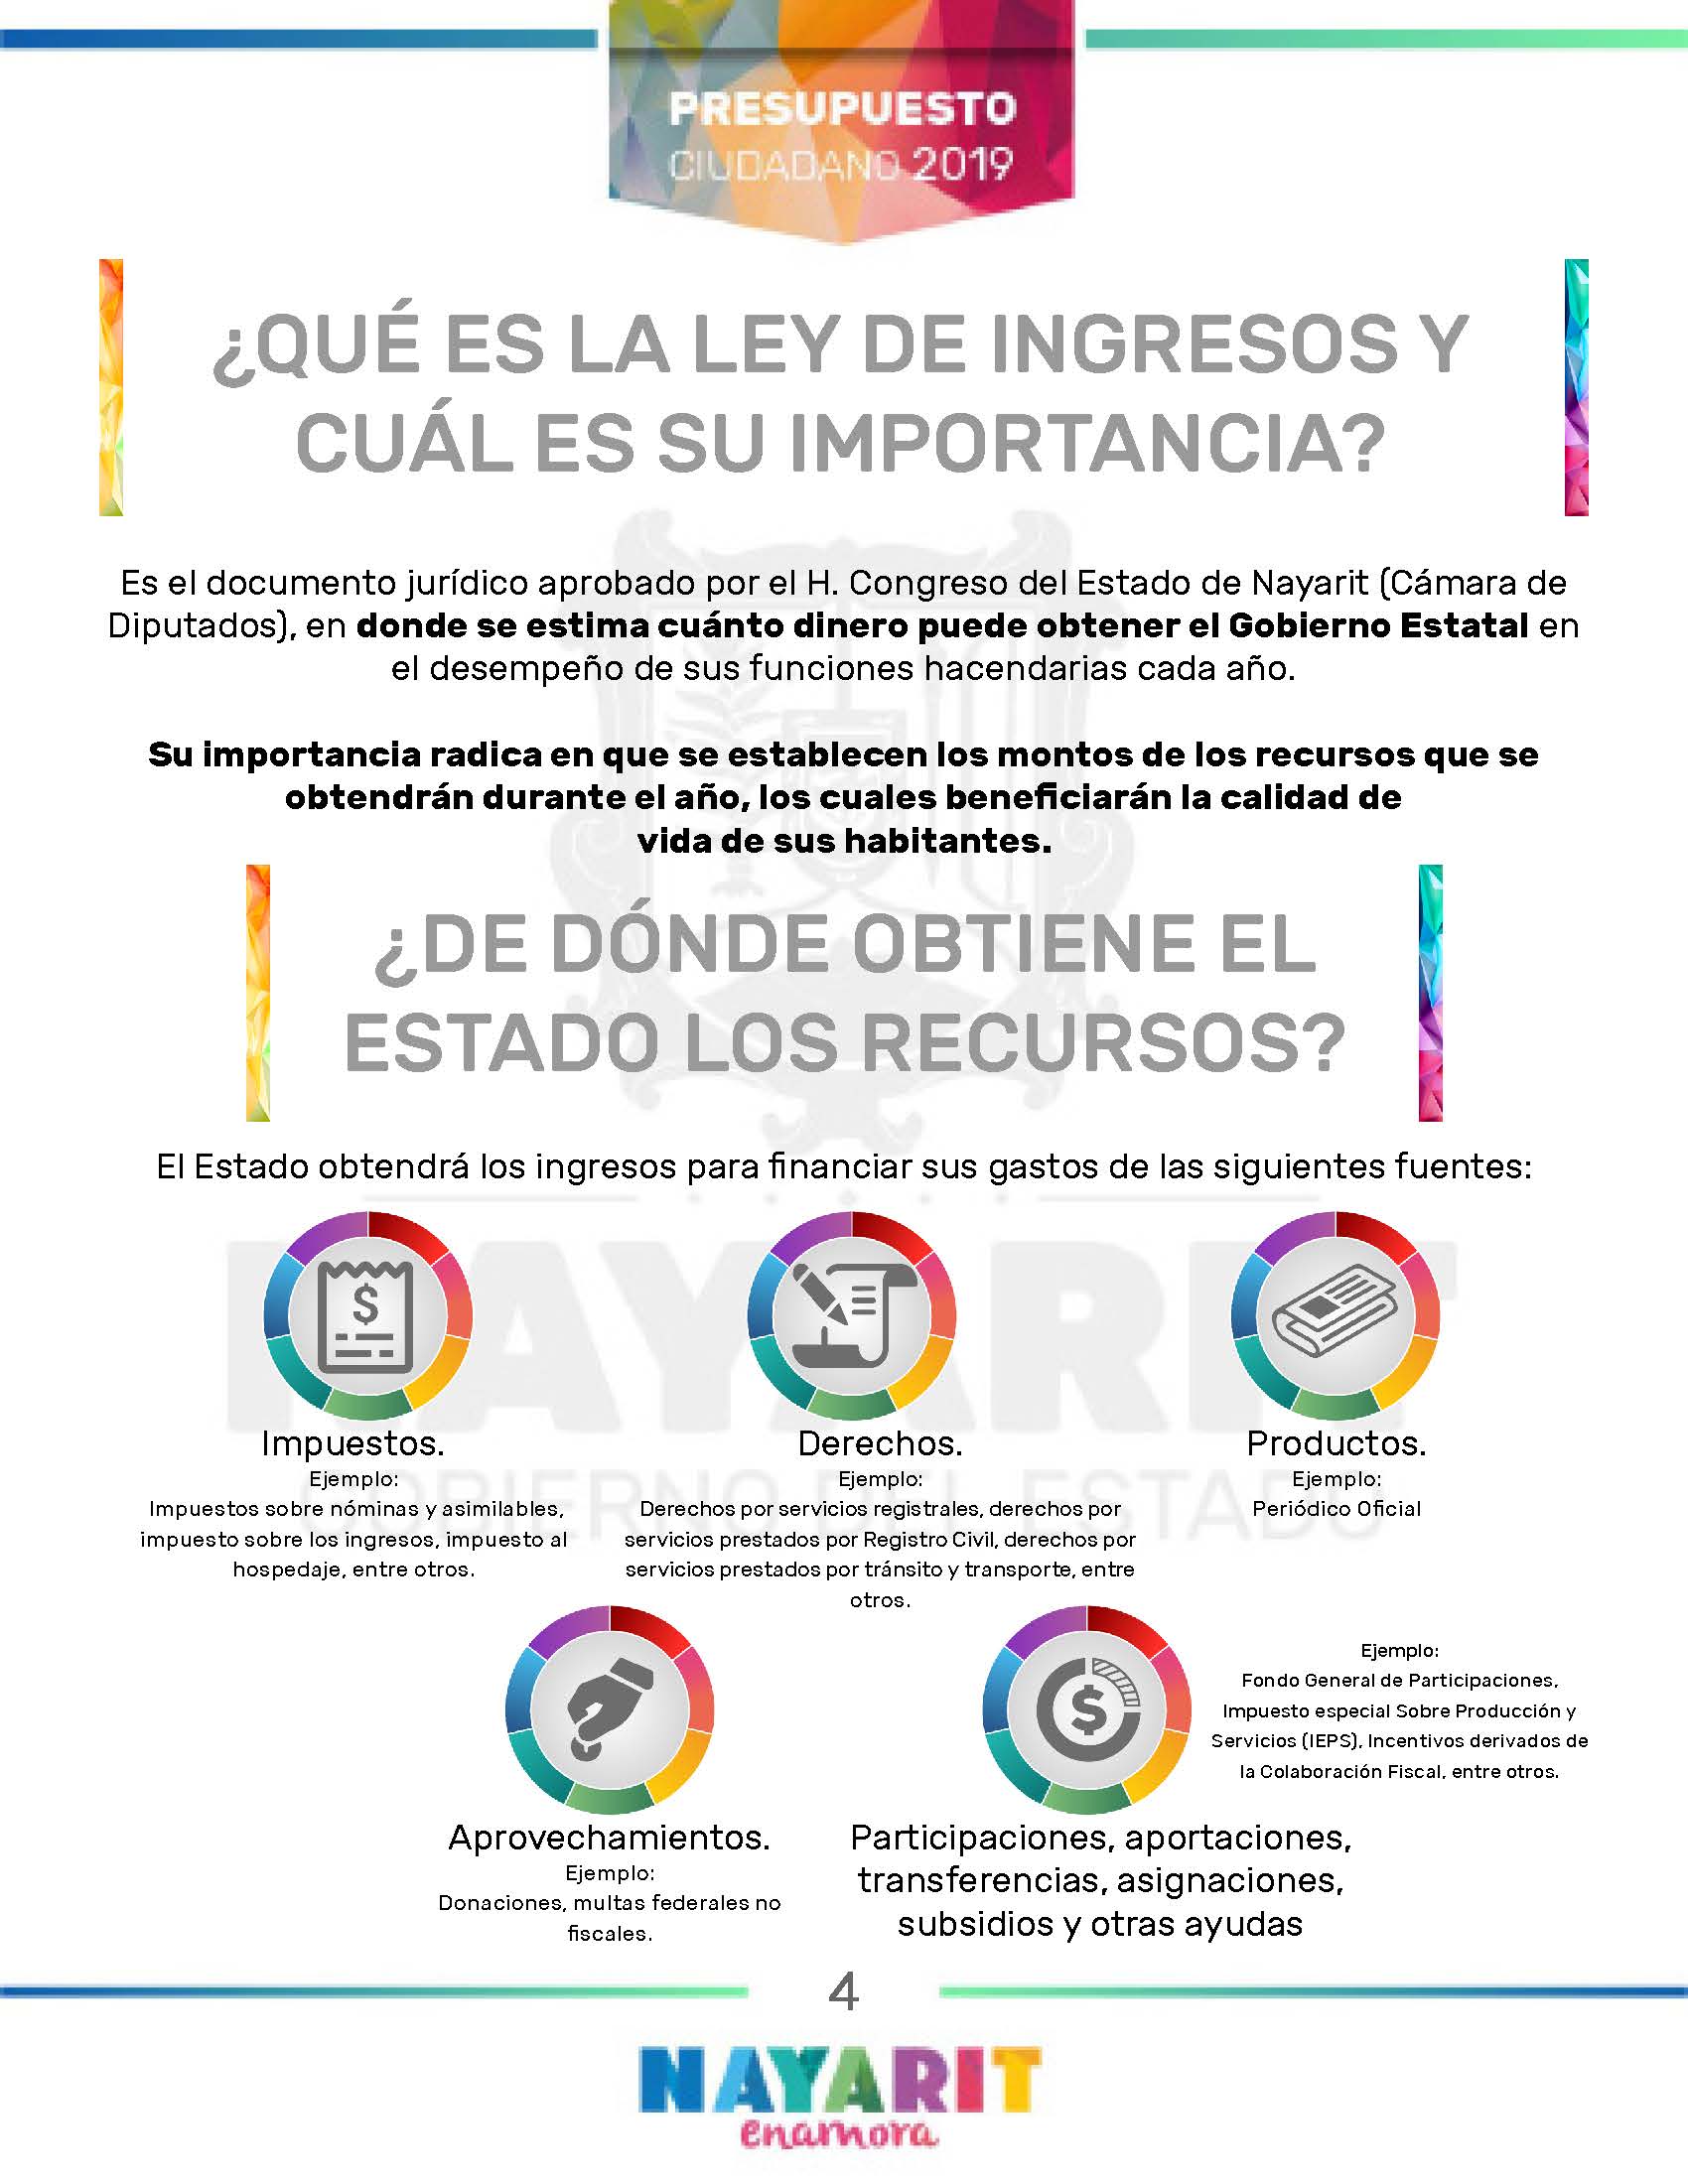 PRESUPUESTO
CIUDADANO 2019
¿QUÉ ES LA LEY DE INGRESOS Y
CUÁL ES SU IMPORTANCIA?
Es el documento jurídico aprobado por el H. Congreso del Estado de Nayarit (Cámara de
Diputados), en donde se estima cuánto dinero puede obtener el Gobierno Estatal en
el desempeño de sus funciones hacendarias cada año.
Su importancia radica en que se establecen los montos de los recursos que se
obtendrán durante el año, los cuales beneficiarán la calidad de
vida de sus habitantes.
¿DE DÓNDE OBTIENE EL
ESTADO LOS RECURSOS?
El Estado obtendrá los ingresos para financiar sus gastos de las siguientes fuentes:
NAYARIT
GOBIERNO DEL ESTADO
$
Impuestos.
Ejemplo:
Impuestos sobre nóminas y asimilables,
impuesto sobre los ingresos, impuesto al
hospedaje, entre otros.
Derechos.
Ejemplo:
Derechos por servicios registrales, derechos por
servicios prestados por Registro Civil, derechos por
servicios prestados por tránsito y transporte, entre
otros.
Productos.
Ejemplo:
Periódico Oficial
Aprovechamientos.
Ejemplo:
Donaciones, multas federales no
fiscales.
$
Participaciones, aportaciones,
transferencias, asignaciones,
subsidios y otras ayudas
Ejemplo:
Fondo General de Participaciones,
Impuesto especial Sobre Producción y
Servicios (IEPS), Incentivos derivados de
la Colaboración Fiscal, entre otros.
4
NAYARIT
enamora